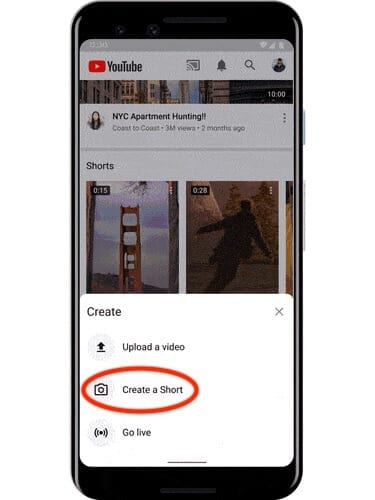 12:30
YouTube
10:00
NYC Apartment Hunting!!
Coast to Coast • 3M views • 2 months ago
Shorts
0:15
0:28
Create
Upload a video
Create a Short
Go live